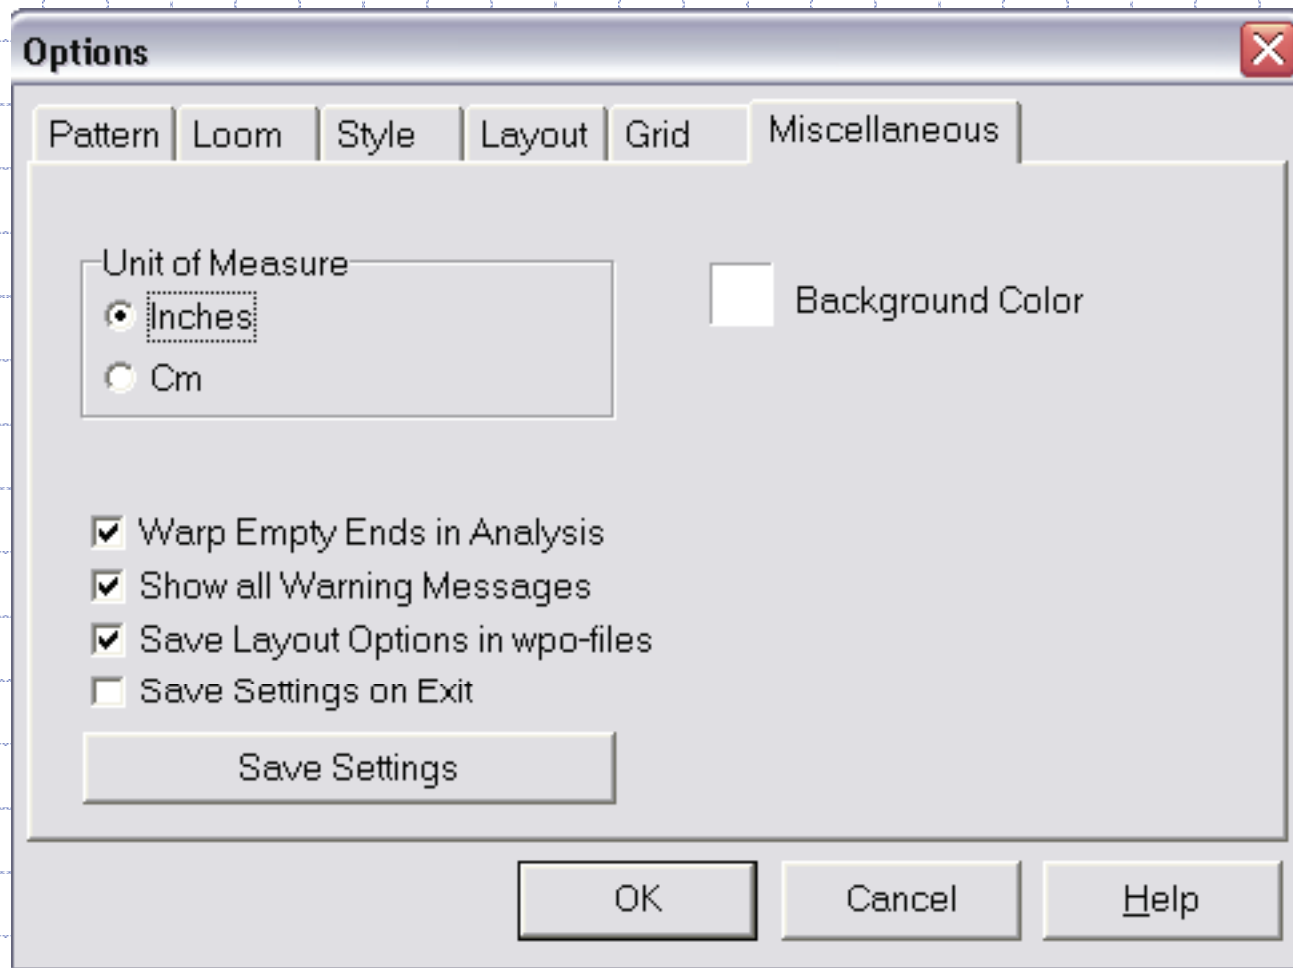 Options
Pattern Loom Style Layout Grid Miscellaneous
Unit of Measure
Inches
Cm
Background Color
Warp Empty Ends in Analysis
Show all Warning Messages
Save Layout Options in wpo-files
Save Settings on Exit
Save Settings
OK Cancel Help